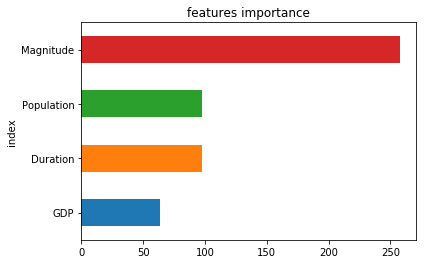 features importance
Magnitude
Population
Duration
GDP
index
0 50 100 150 200 250